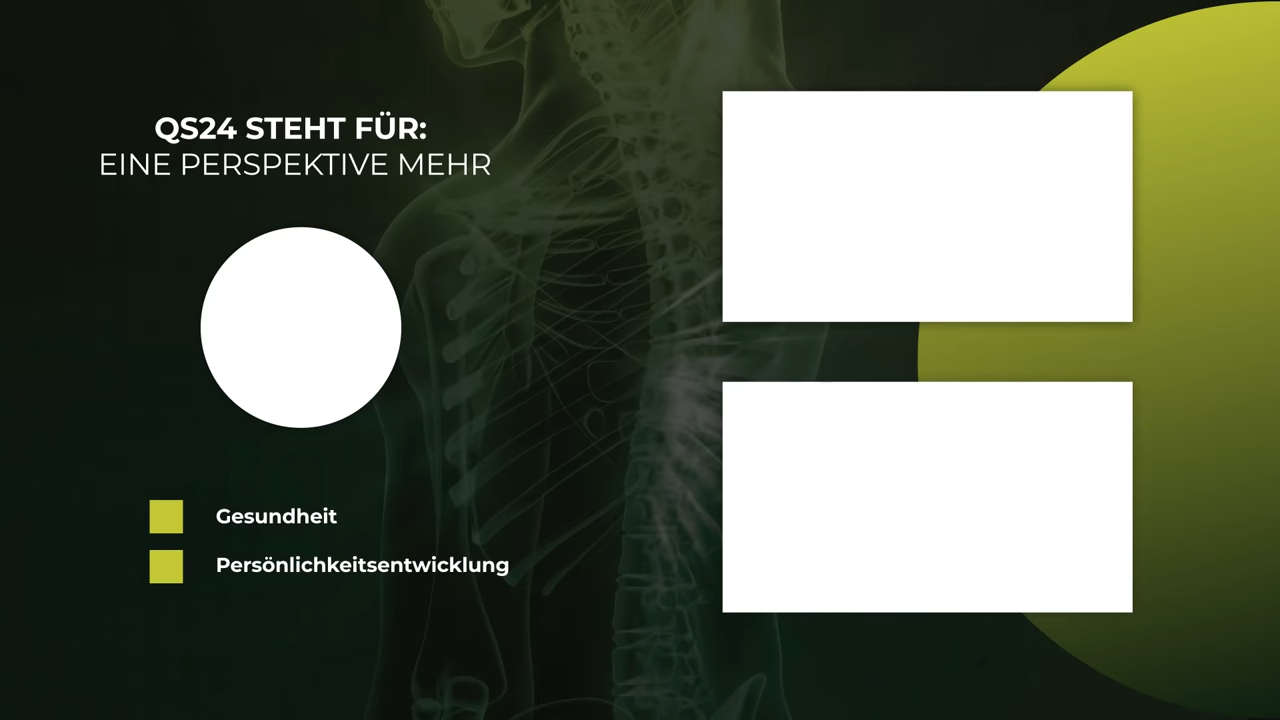 QS24 STEHT FÜR:
EINE PERSPEKTIVE MEHR
Gesundheit
Persönlichkeitsentwicklung